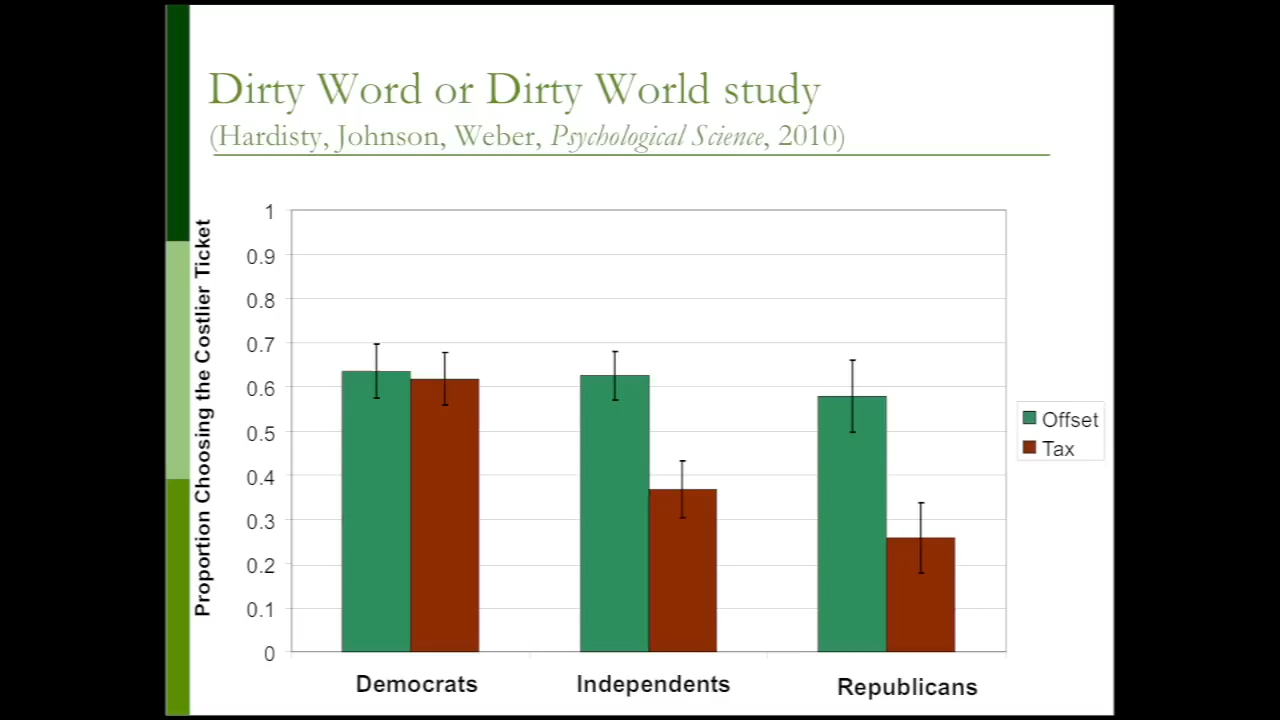 Dirty Word or Dirty World study
(Hardisty, Johnson, Weber, Psychological Science, 2010)
Proportion Choosing the Costlier Ticket
1
0.9
0.8
0.7
0.6
0.5
0.4
0.3
0.2
0.1
0
Democrats
Independents
Republicans
Offset
Tax